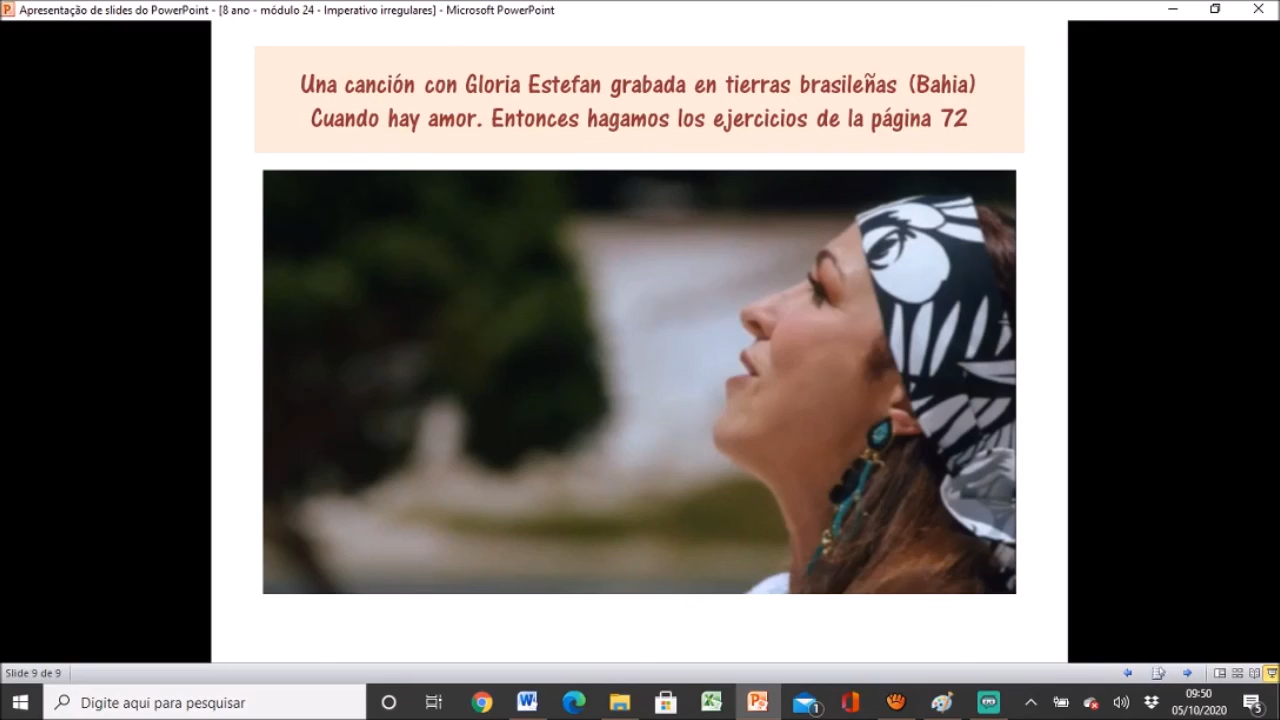 Apresentação de slides do PowerPoint - [8 ano - módulo 24 - Imperativo irregulares] - Microsoft PowerPoint
Una canción con Gloria Estefan grabada en tierras brasileñas (Bahia)
Cuando hay amor. Entonces hagamos los ejercicios de la página 72
Slide 9 de 9
Digite aqui para pesquisar
1
09:50
05/10/2020
5